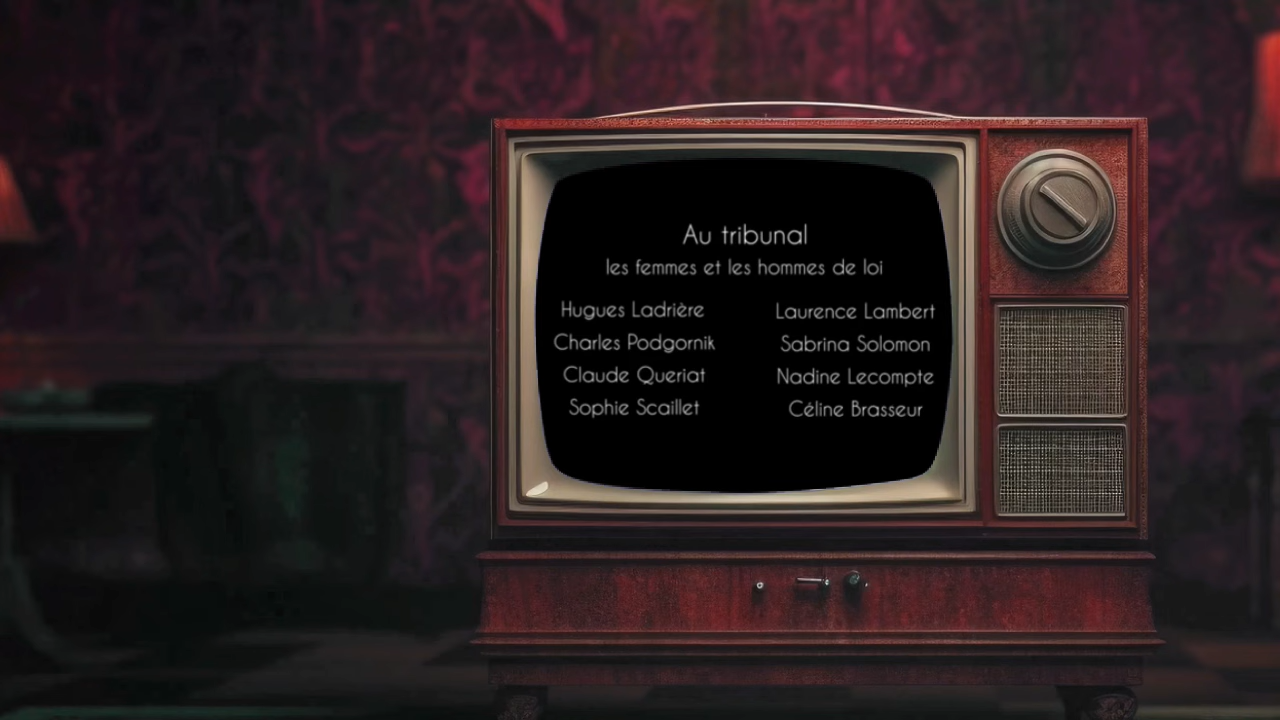 Au tribunal
les femmes et les hommes de loi
Hugues Ladrière
Charles Podgornik
Claude Queriat
Sophie Scaillet
Laurence Lambert
Sabrina Solomon
Nadine Lecompte
Céline Brasseur